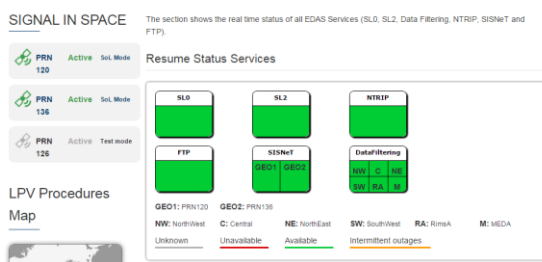 SIGNAL IN SPACE
PRN 120 Active SoL Mode
PRN 136 Active SoL Mode
PRN 126 Active Test mode
LPV Procedures
Map
The section shows the real time status of all EDAS Services (SL0, SL2, Data Filtering, NTRIP, SISNeT and
FTP).
Resume Status Services
SL0 SL2 NTRIP
FTP SISNeT DataFiltering
GEO1 GEO2 NW C NE
SW RA M
GEO1: PRN120 GEO2: PRN136
NW: NorthWest C: Central NE: NorthEast SW: SouthWest RA: RimsA M: MEDA
Unknown Unavailable Available Intermittent outages